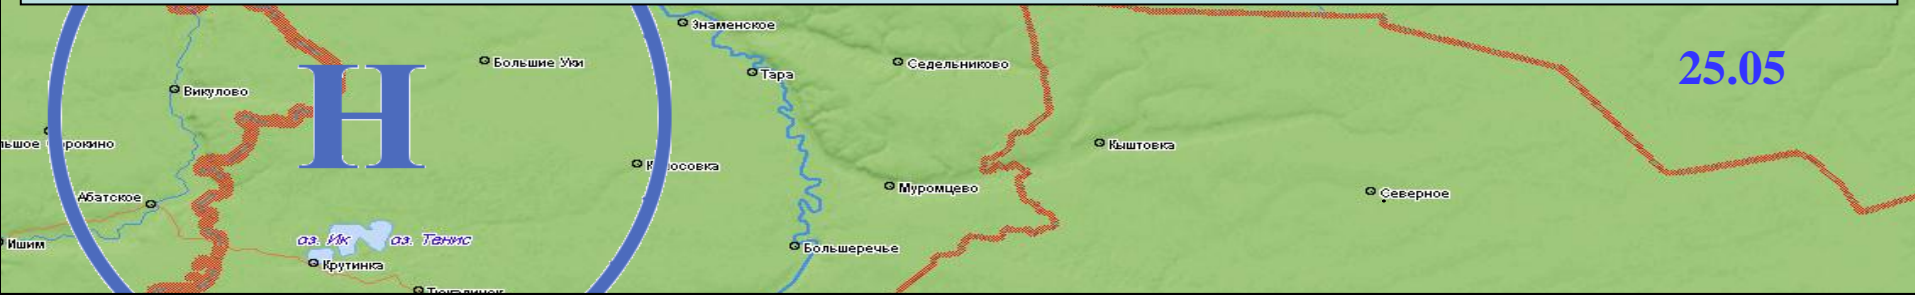 Знаменское
25.05
Большие Уки
Седельниково
Тара
Н
Викулово
Кыштовка
Муромцево
Северное
Абатское
оз. Ик
оз. Тенис
Ишим
Большеречье
Крутинка